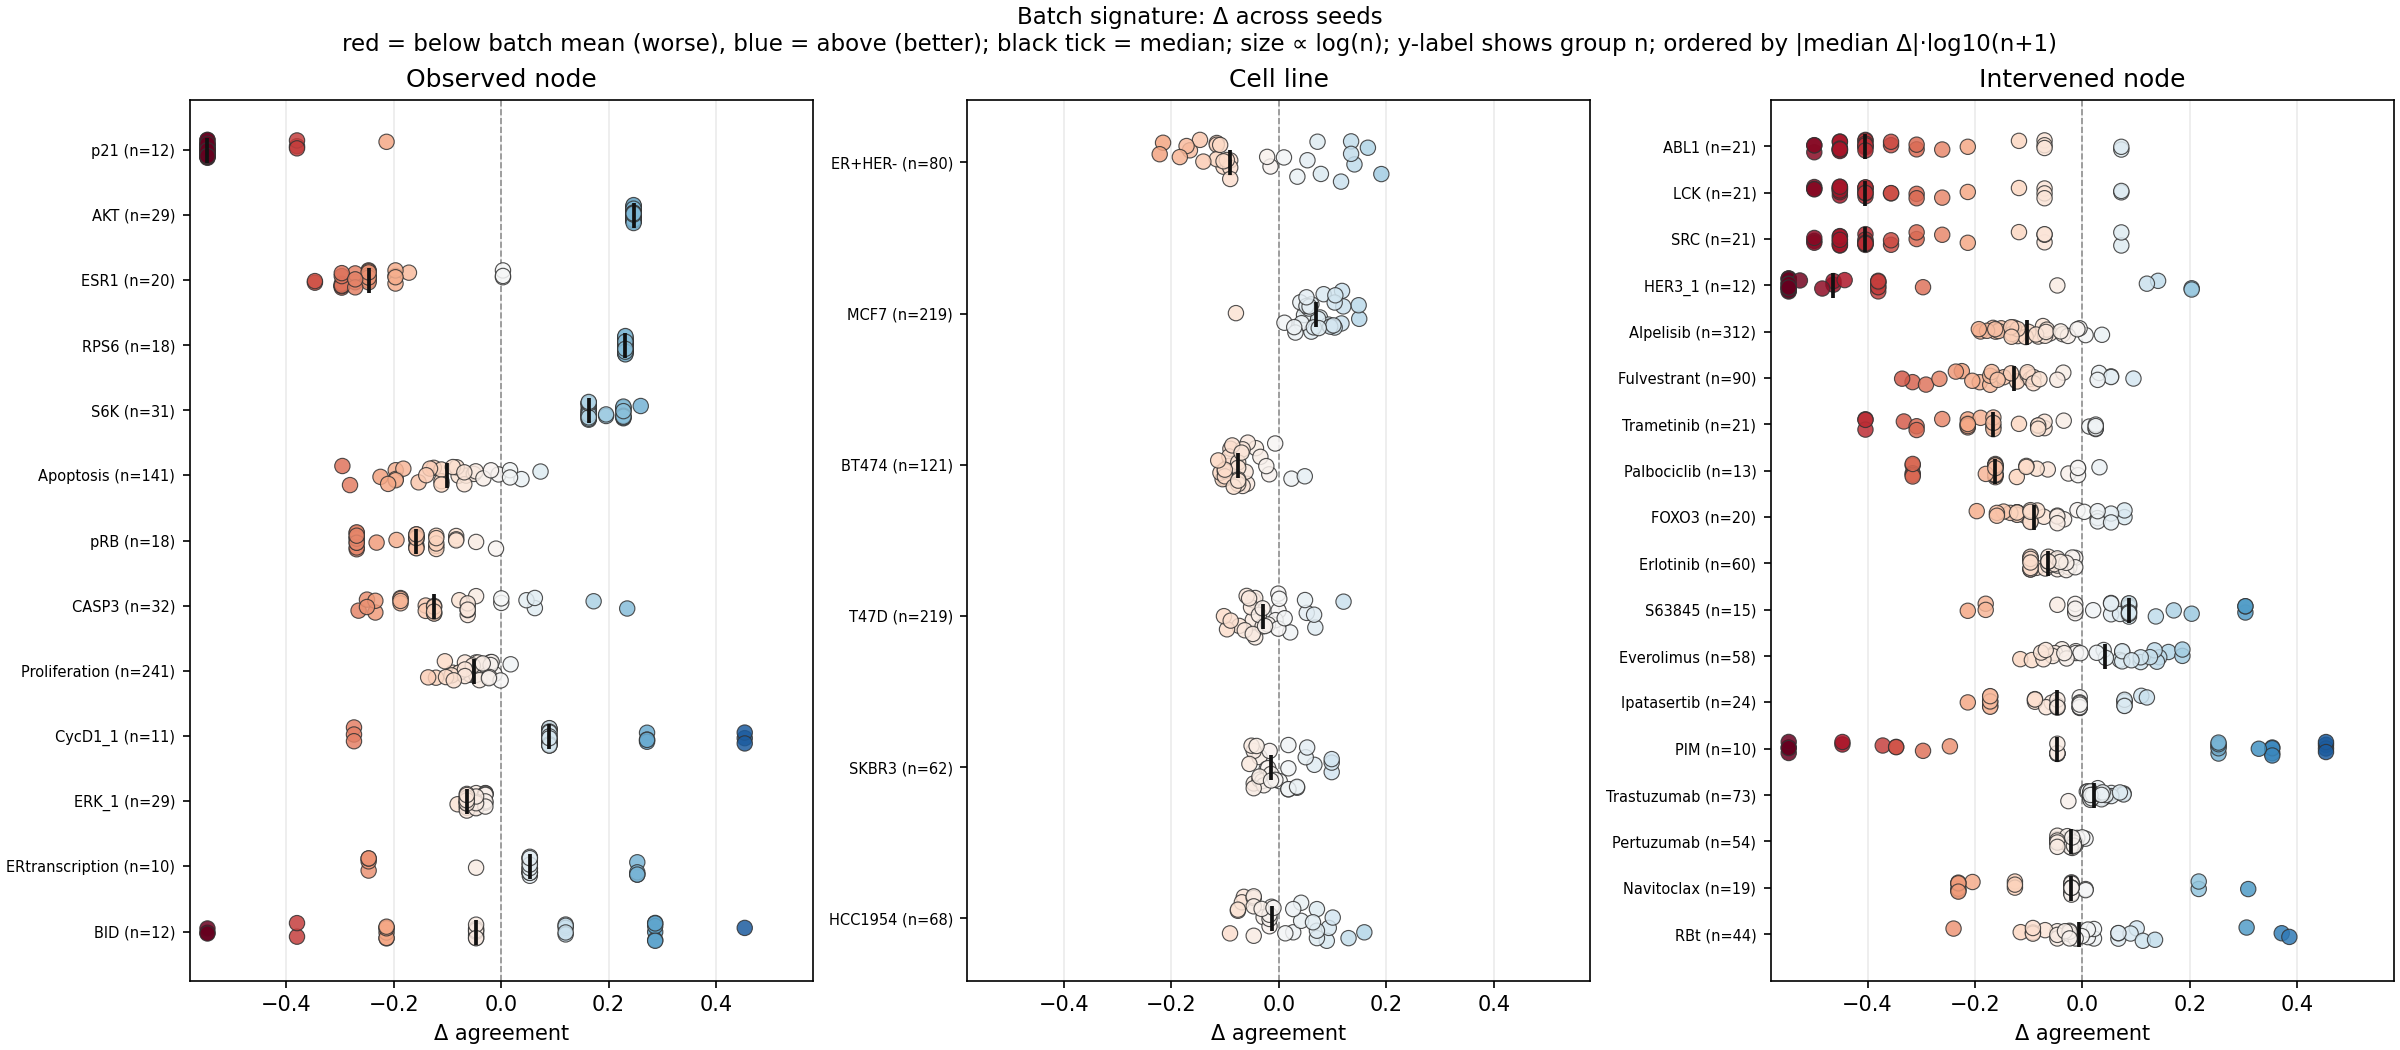 Batch signature: Δ across seeds
red = below batch mean (worse), blue = above (better); black tick = median; size ∝ log(n); y-label shows group n; ordered by |median Δ|·log10(n+1)
Observed node
p21 (n=12)
AKT (n=29)
ESR1 (n=20)
RPS6 (n=18)
S6K (n=31)
Apoptosis (n=141)
pRB (n=18)
CASP3 (n=32)
Proliferation (n=241)
CycD1_1 (n=11)
ERK_1 (n=29)
ERtranscription (n=10)
BID (n=12)
−0.4 −0.2 0.0 0.2 0.4
Δ agreement
Cell line
ER+HER- (n=80)
MCF7 (n=219)
BT474 (n=121)
T47D (n=219)
SKBR3 (n=62)
HCC1954 (n=68)
−0.4 −0.2 0.0 0.2 0.4
Δ agreement
Intervened node
ABL1 (n=21)
LCK (n=21)
SRC (n=21)
HER3_1 (n=12)
Alpelisib (n=312)
Fulvestrant (n=90)
Trametinib (n=21)
Palbociclib (n=13)
FOXO3 (n=20)
Erlotinib (n=60)
S63845 (n=15)
Everolimus (n=58)
Ipatasertib (n=24)
PIM (n=10)
Trastuzumab (n=73)
Pertuzumab (n=54)
Navitoclax (n=19)
RBt (n=44)
−0.4 −0.2 0.0 0.2 0.4
Δ agreement